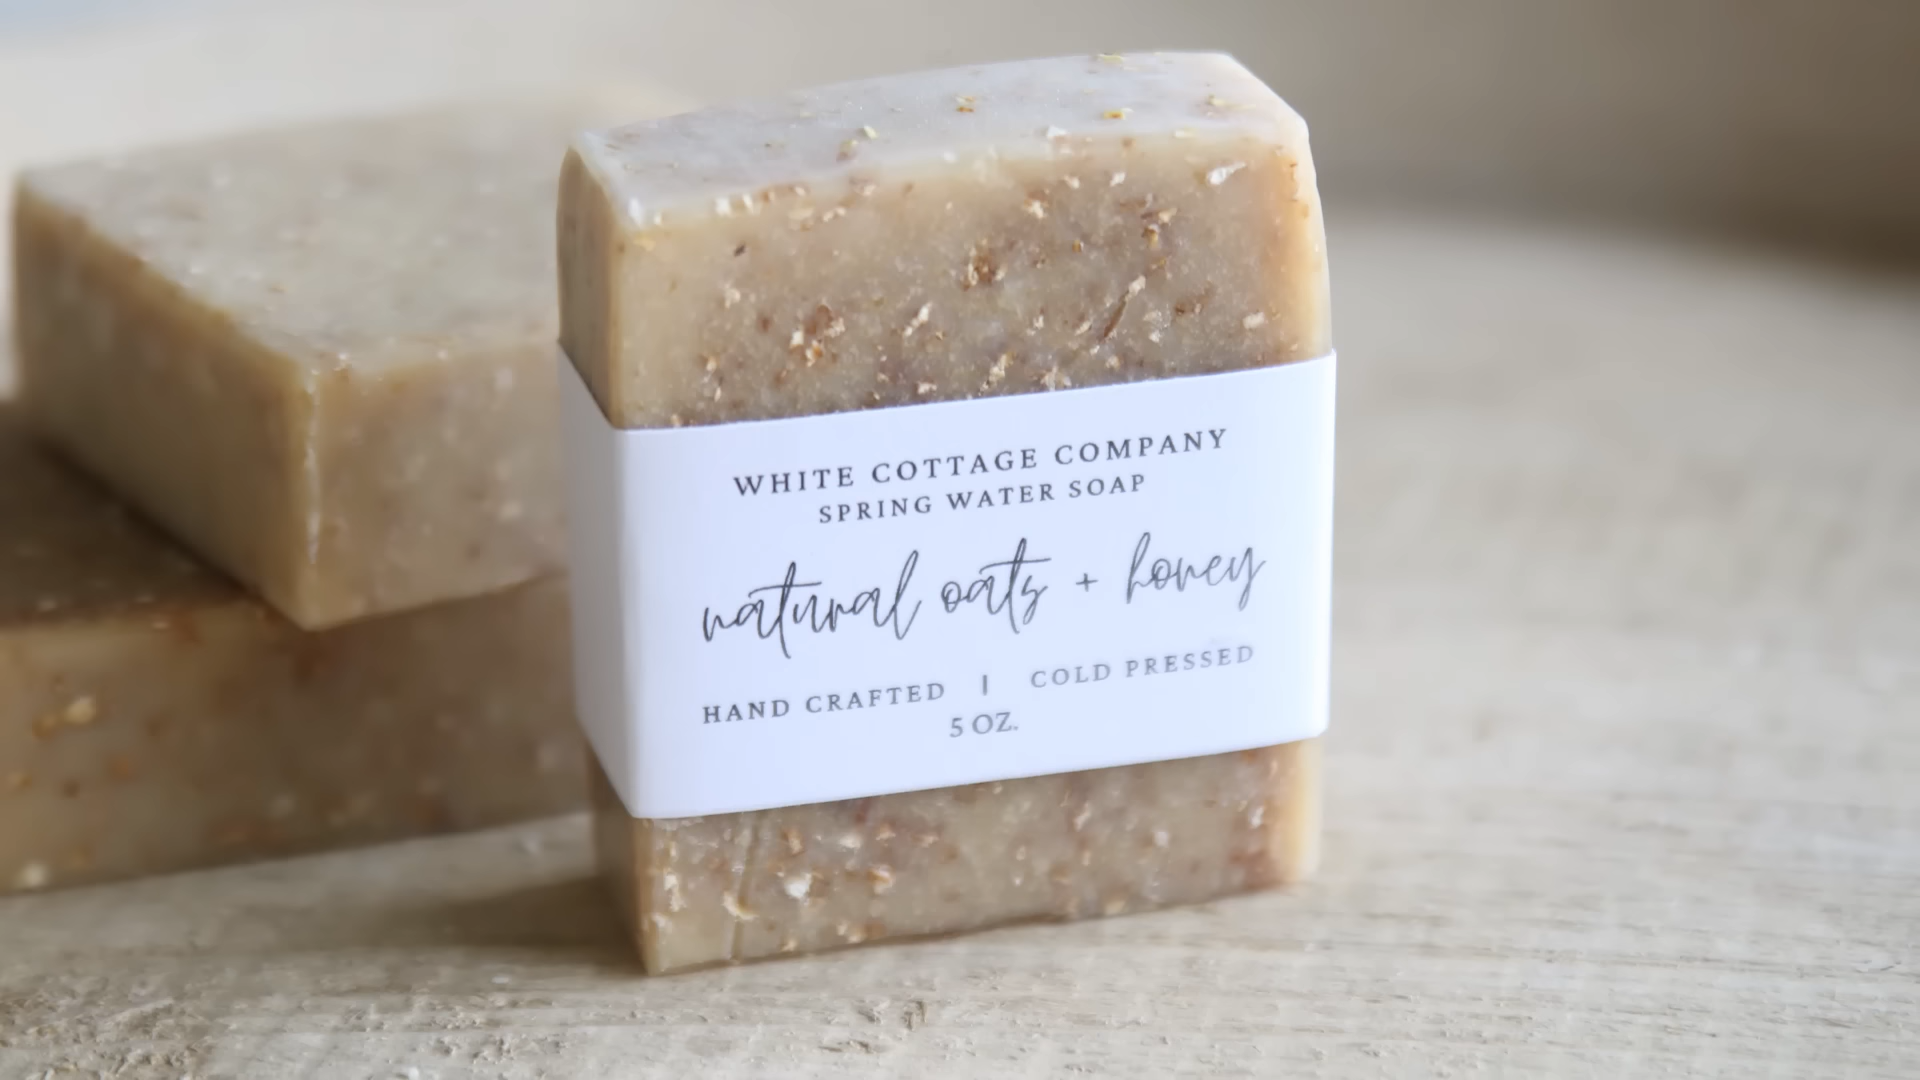 WHITE COTTAGE COMPANY
SPRING WATER SOAP
natural oats + honey
HAND CRAFTED | COLD PRESSED
5 OZ.